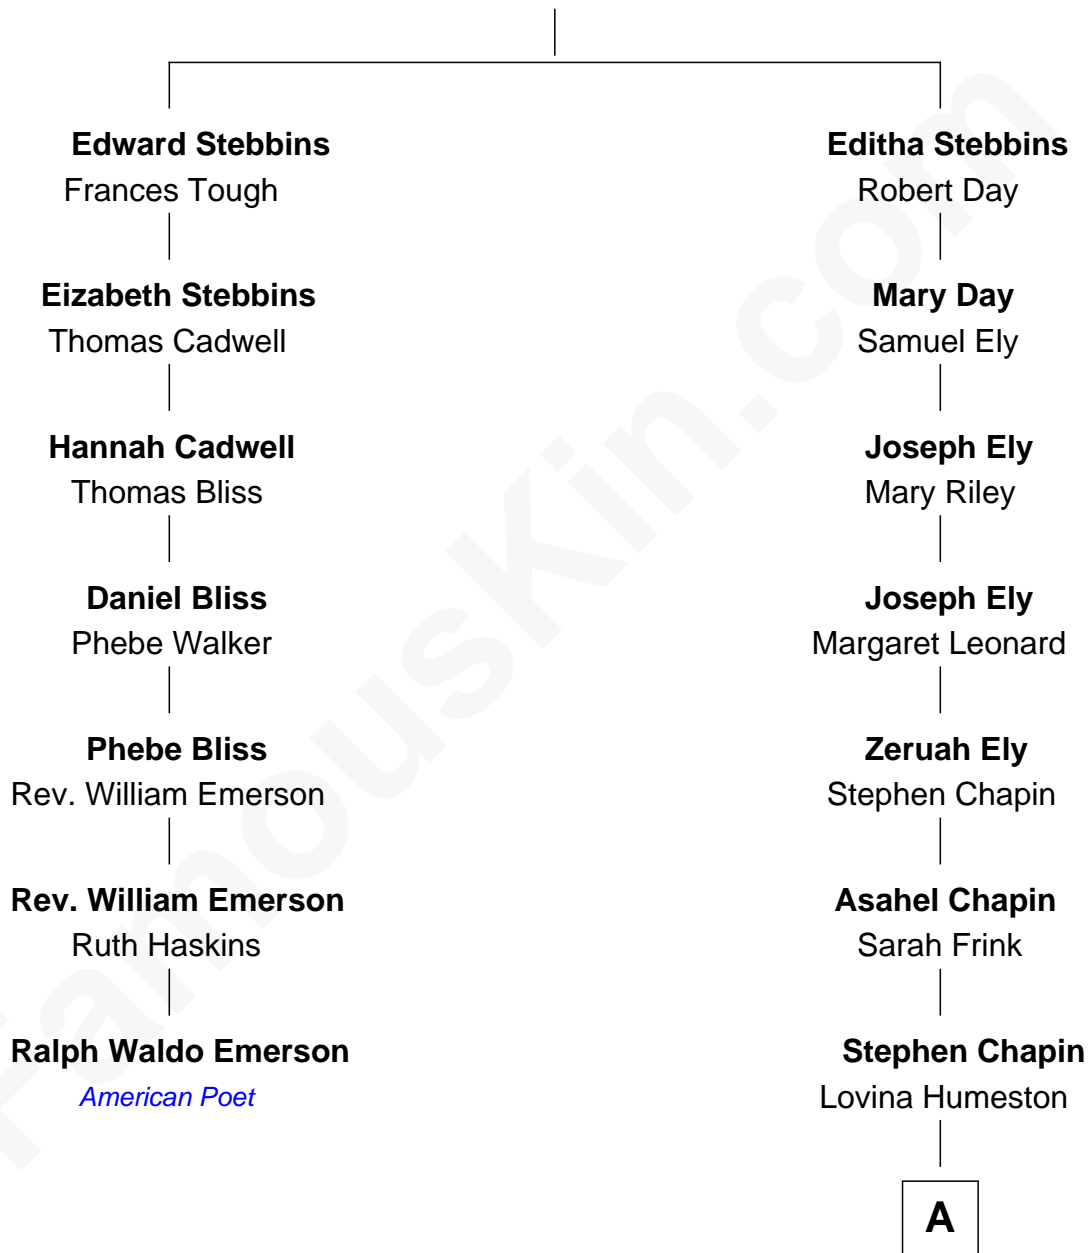 Edward Stebbins
Frances Tough
Eizabeth Stebbins
Thomas Cadwell
Hannah Cadwell
Thomas Bliss
Daniel Bliss
Phebe Walker
Phebe Bliss
Rev. William Emerson
Rev. William Emerson
Ruth Haskins
Ralph Waldo Emerson
American Poet
Editha Stebbins
Robert Day
Mary Day
Samuel Ely
Joseph Ely
Mary Riley
Joseph Ely
Margaret Leonard
Zeruah Ely
Stephen Chapin
Asahel Chapin
Sarah Frink
Stephen Chapin
Lovina Humeston
A
FamousKin.com